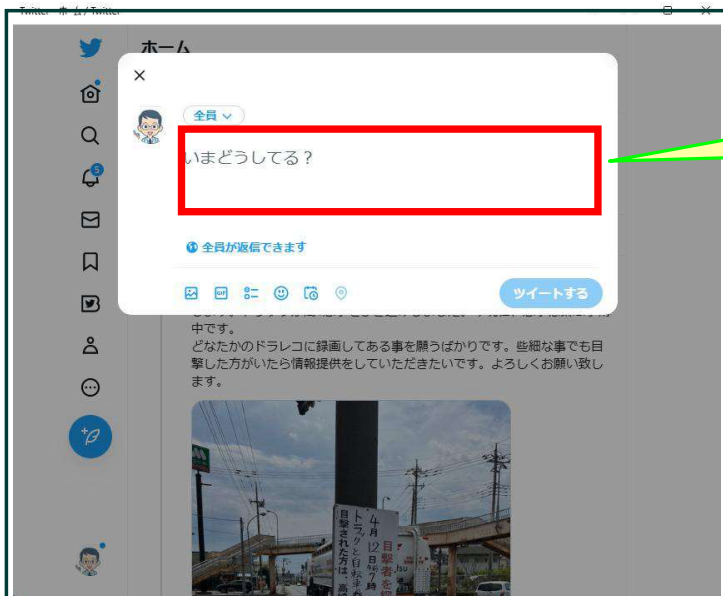 Twitter ホーム / Twitter
ホーム
全員
いまどうしてる？
全員が返信できます
GIF
ツイートする
5
中です。
どなたかのドラレコに録画してある事を願うばかりです。些細な事でも目
撃した方がいたら情報提供をしていただきたいです。よろしくお願い致し
ます。
4月12日
トラックと自転車
目撃された方は、高